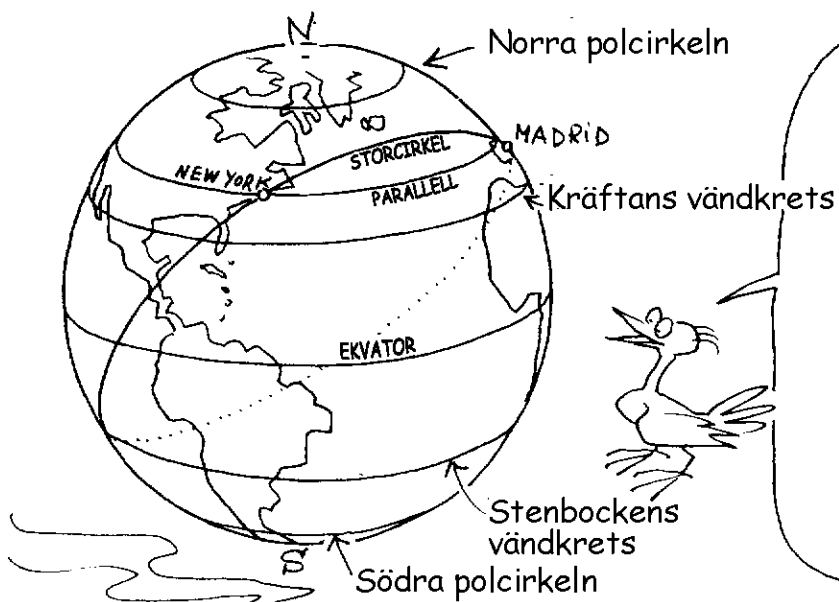 N
Norra polcirkeln
MADRID
STORCIRKEL
NEW YORK
PARALLELL
Kräftans vändkrets
EKVATOR
Stenbockens
vändkrets
S
Södra polcirkeln